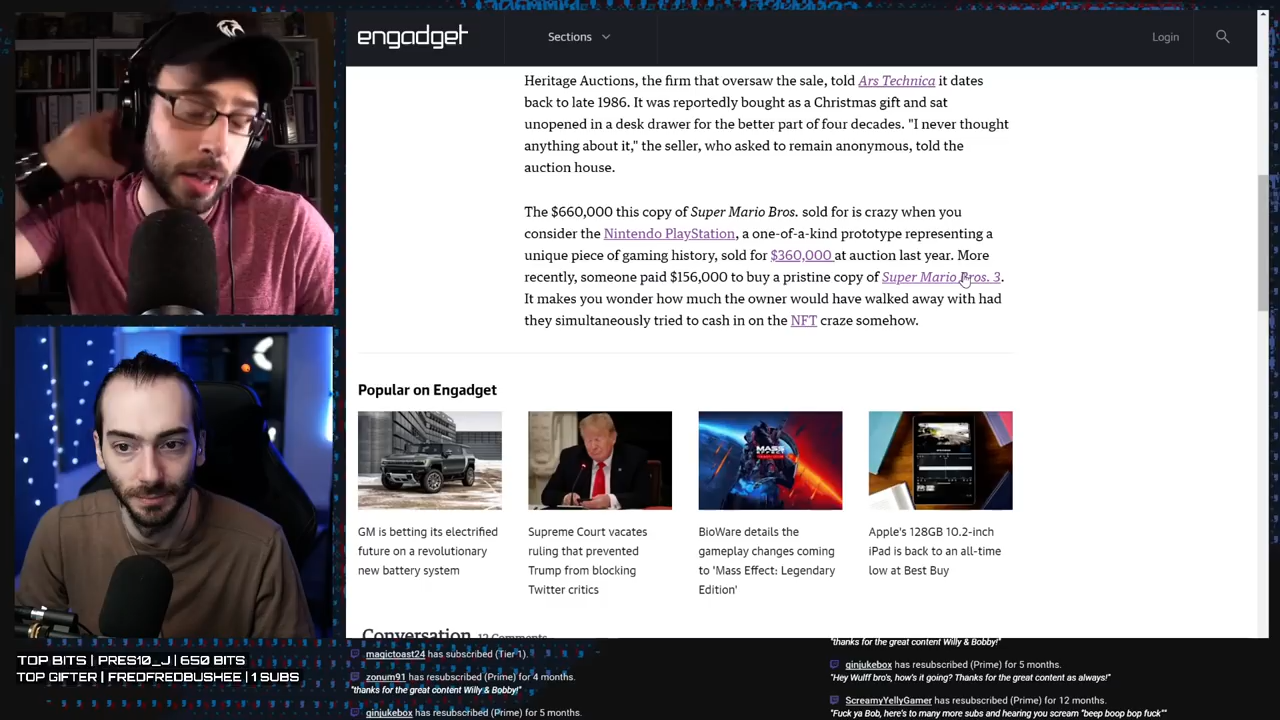 engadget
Sections
Login
Heritage Auctions, the firm that oversaw the sale, told Ars Technica it dates
back to late 1986. It was reportedly bought as a Christmas gift and sat
unopened in a desk drawer for the better part of four decades. "I never thought
anything about it," the seller, who asked to remain anonymous, told the
auction house.
The $660,000 this copy of Super Mario Bros. sold for is crazy when you
consider the Nintendo PlayStation, a one-of-a-kind prototype representing a
unique piece of gaming history, sold for $360,000 at auction last year. More
recently, someone paid $156,000 to buy a pristine copy of Super Mario Bros. 3.
It makes you wonder how much the owner would have walked away with had
they simultaneously tried to cash in on the NFT craze somehow.
Popular on Engadget
MASS EFFECT
GM is betting its electrified
future on a revolutionary
new battery system
Supreme Court vacates
ruling that prevented
Trump from blocking
Twitter critics
BioWare details the
gameplay changes coming
to 'Mass Effect: Legendary
Edition'
Apple's 128GB 10.2-inch
iPad is back to an all-time
low at Best Buy
Conversation 12 Comments
TOP BITS | PRES10_J | 650 BITS
TOP GIFTER | FREDFREDBUSHEE | 1 SUBS
magictoast24 has subscribed (Tier 1).
zonum91 has resubscribed (Prime) for 4 months.
"thanks for the great content Willy & Bobby!"
ginjukebox has resubscribed (Prime) for 5 months.
"thanks for the great content Willy & Bobby!"
ginjukebox has resubscribed (Prime) for 5 months.
"Hey Wulff bro's, how's it going? Thanks for the great content as always!"
ScreamyYellyGamer has resubscribed (Prime) for 12 months.
"Fuck ya Bob, here's to many more subs and hearing you scream "beep boop bop fuck""